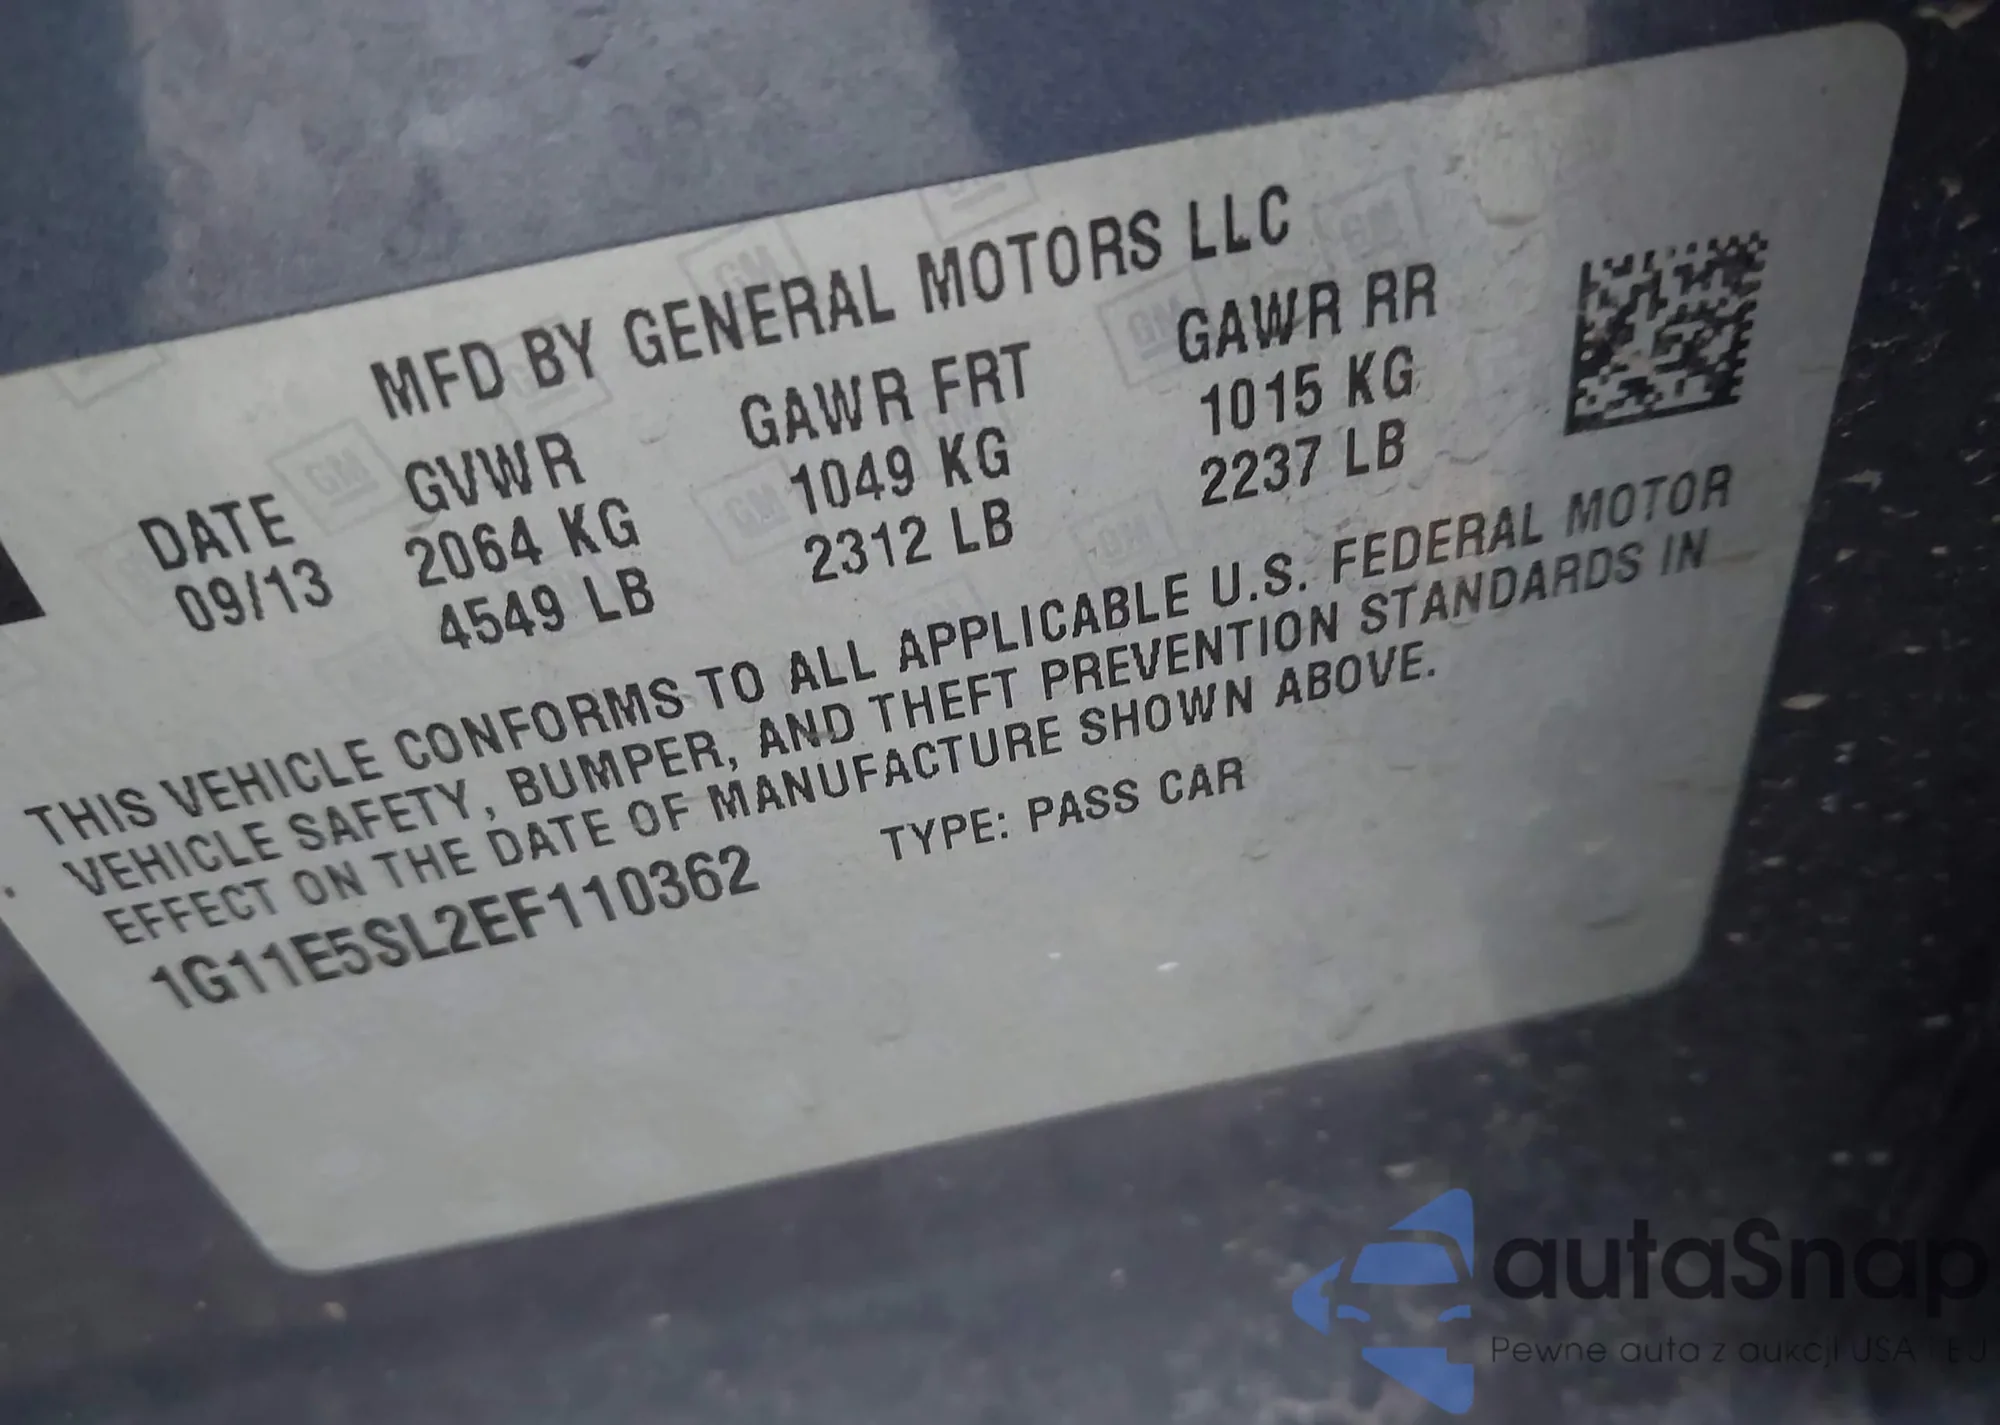 MFD BY GENERAL MOTORS LLC
DATE GVWR GAWR FRT GAWR RR
09/13 2064 KG 1049 KG 1015 KG
4549 LB 2312 LB 2237 LB
THIS VEHICLE CONFORMS TO ALL APPLICABLE U.S. FEDERAL MOTOR
VEHICLE SAFETY, BUMPER, AND THEFT PREVENTION STANDARDS IN
EFFECT ON THE DATE OF MANUFACTURE SHOWN ABOVE.
1G11E5SL2EF110362 TYPE: PASS CAR
autaSnap
Pewne auta z aukcji USA i EU